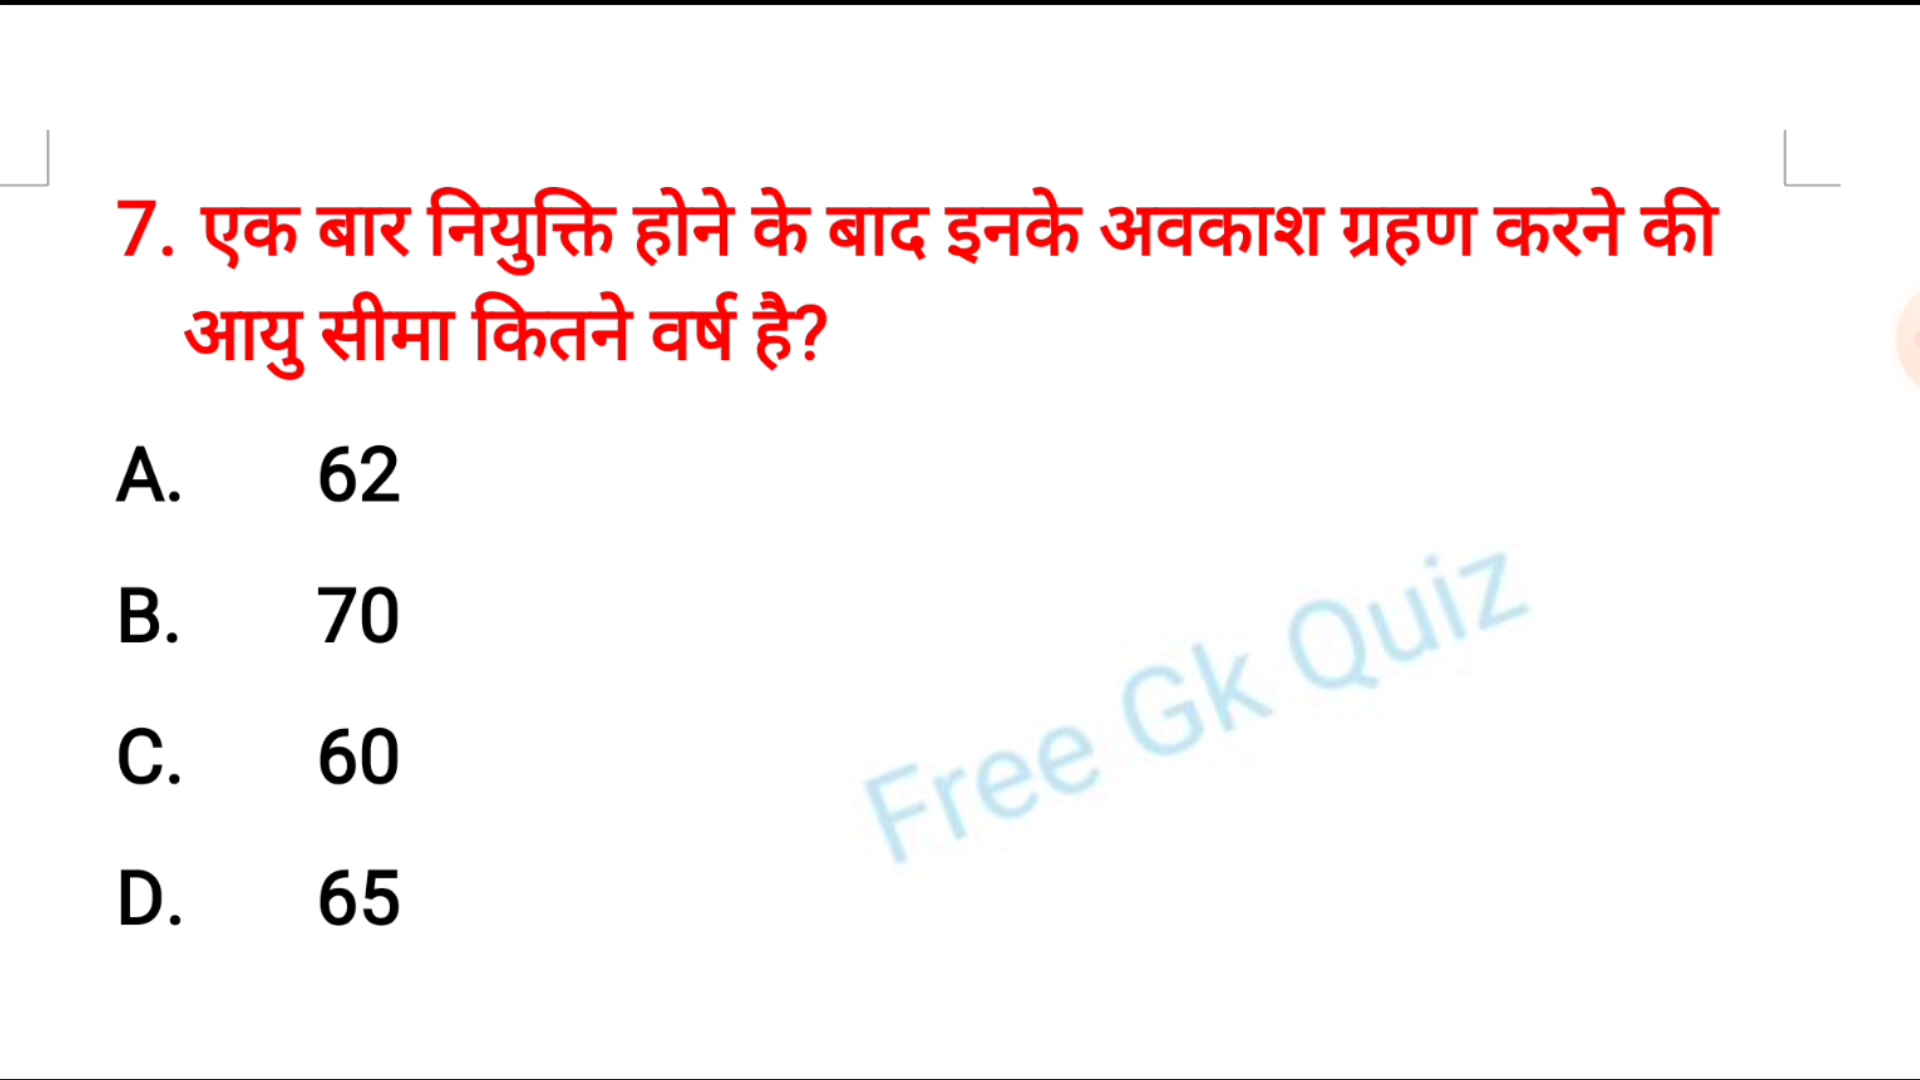 7. एक बार नियुक्ति होने के बाद इनके अवकाश ग्रहण करने की
आयु सीमा कितने वर्ष है?
A. 62
B. 70
C. 60
D. 65
Free Gk Quiz